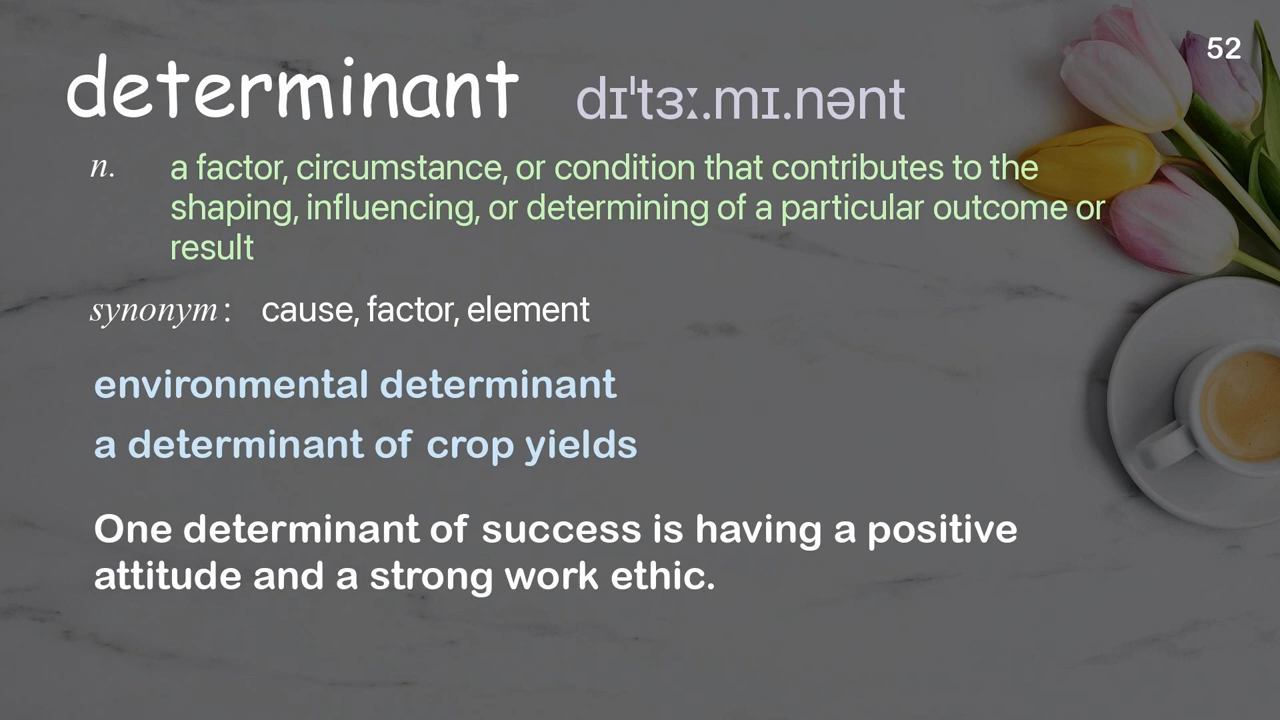 52
determinant dɪˈtɜː.mɪ.nənt
n. a factor, circumstance, or condition that contributes to the
shaping, influencing, or determining of a particular outcome or
result
synonym: cause, factor, element
environmental determinant
a determinant of crop yields
One determinant of success is having a positive
attitude and a strong work ethic.